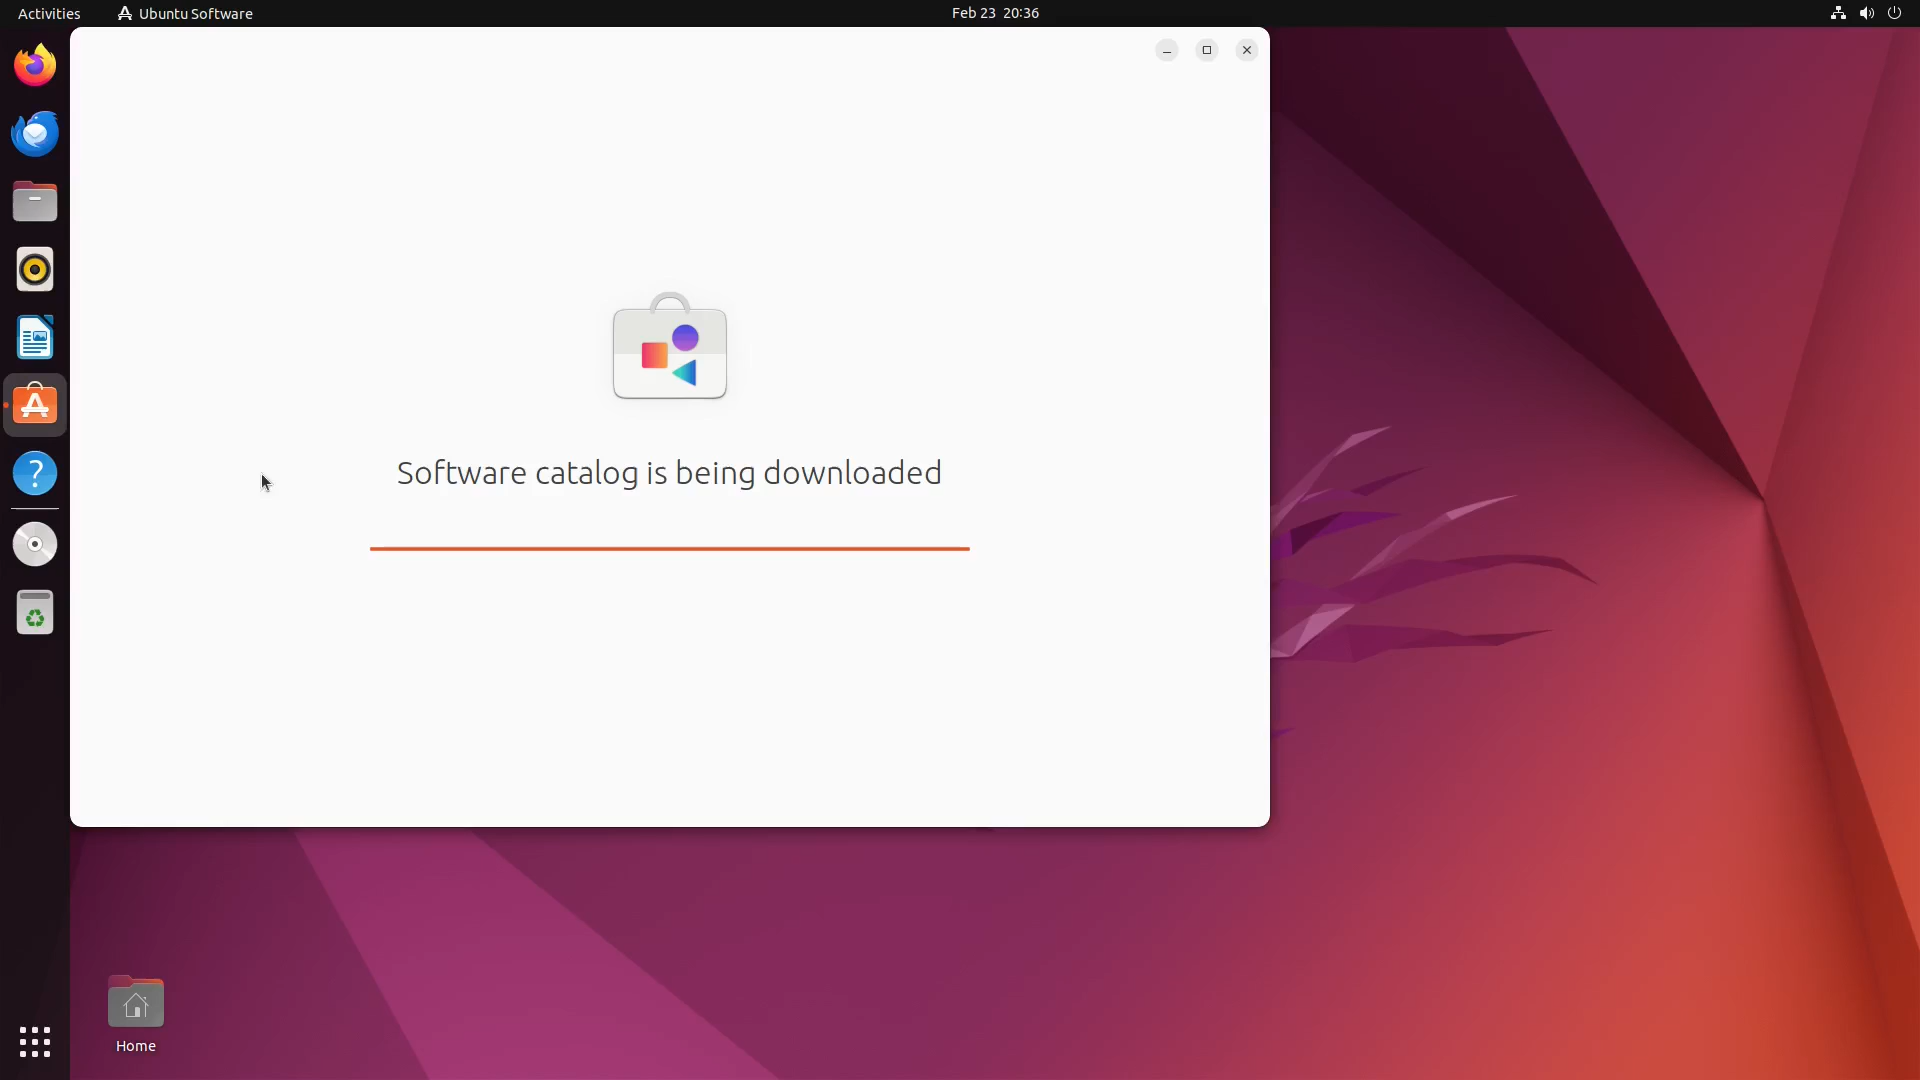 Activities
Ubuntu Software
Feb 23 20:36
Software catalog is being downloaded
Home